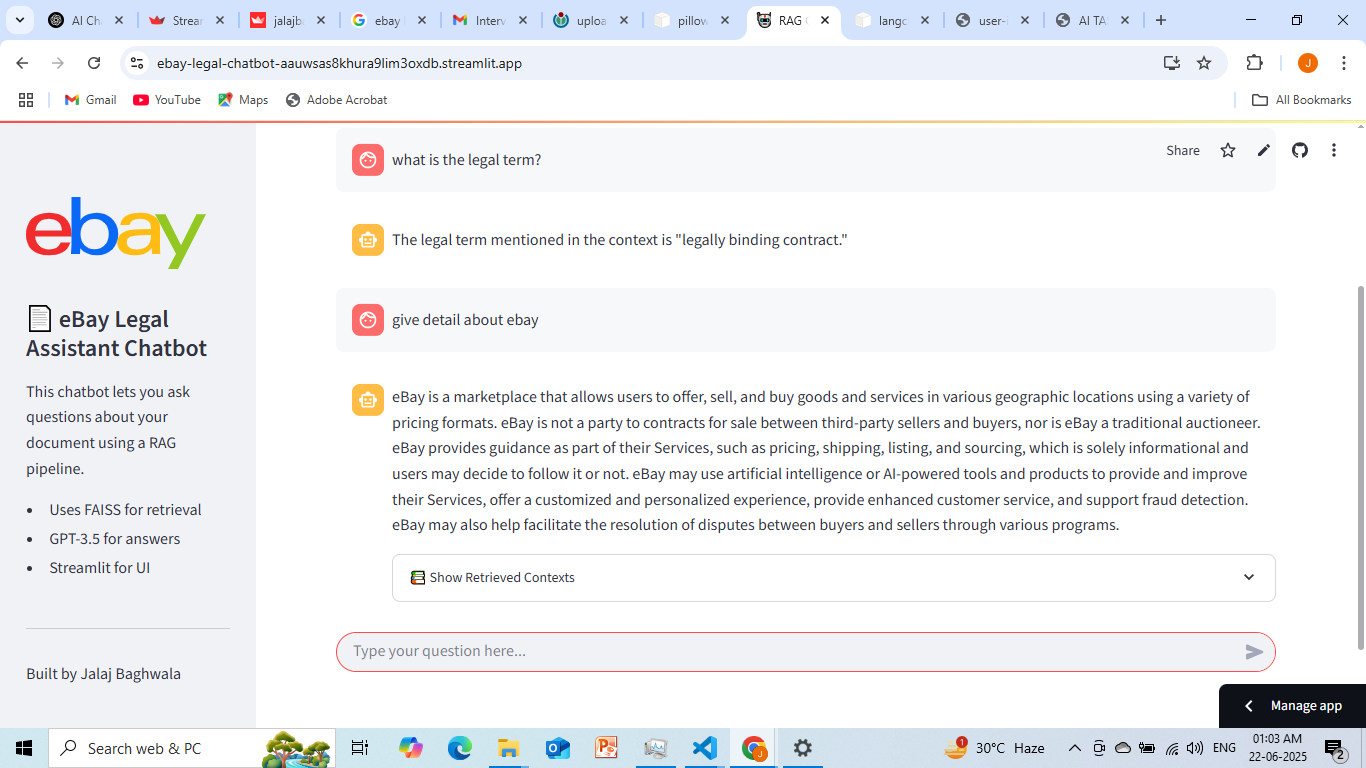 AI Ch
Strea
jalajb
ebay
Interv
uploa
pillow
RAG
langc
user-
AI TA
ebay-legal-chatbot-aauwsas8khura9lim3oxdb.streamlit.app
J
Gmail
YouTube
Maps
Adobe Acrobat
All Bookmarks
ebay
eBay Legal
Assistant Chatbot
This chatbot lets you ask
questions about your
document using a RAG
pipeline.
• Uses FAISS for retrieval
• GPT-3.5 for answers
• Streamlit for UI
Built by Jalaj Baghwala
Share
what is the legal term?
The legal term mentioned in the context is "legally binding contract."
give detail about ebay
eBay is a marketplace that allows users to offer, sell, and buy goods and services in various geographic locations using a variety of
pricing formats. eBay is not a party to contracts for sale between third-party sellers and buyers, nor is eBay a traditional auctioneer.
eBay provides guidance as part of their Services, such as pricing, shipping, listing, and sourcing, which is solely informational and
users may decide to follow it or not. eBay may use artificial intelligence or AI-powered tools and products to provide and improve
their Services, offer a customized and personalized experience, provide enhanced customer service, and support fraud detection.
eBay may also help facilitate the resolution of disputes between buyers and sellers through various programs.
Show Retrieved Contexts
Type your question here...
Manage app
Search web & PC
1
30°C Haze
ENG
01:03 AM
22-06-2025
2